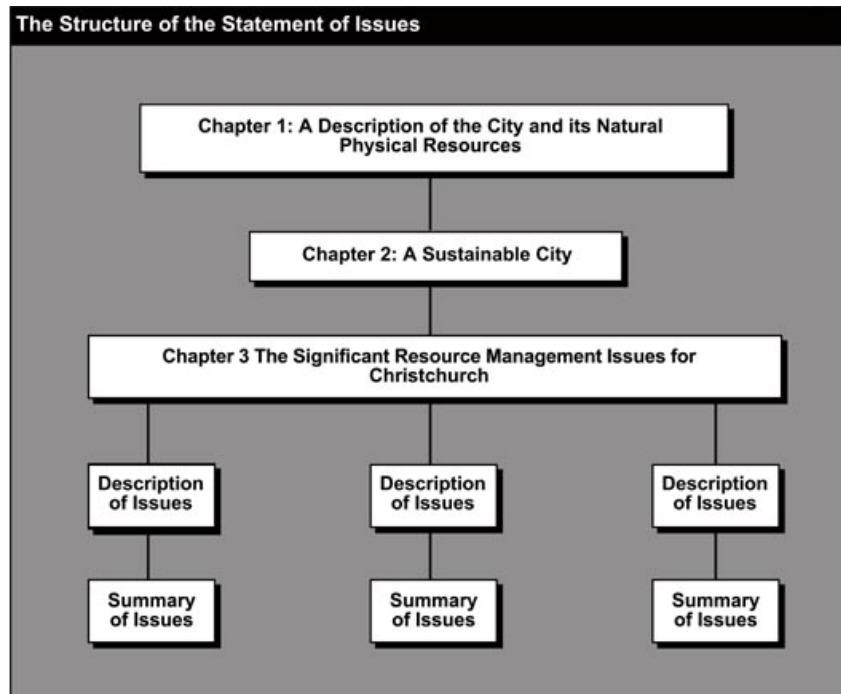 The Structure of the Statement of Issues
Chapter 1: A Description of the City and its Natural
Physical Resources
Chapter 2: A Sustainable City
Chapter 3 The Significant Resource Management Issues for
Christchurch
Description
of Issues
Description
of Issues
Description
of Issues
Summary
of Issues
Summary
of Issues
Summary
of Issues